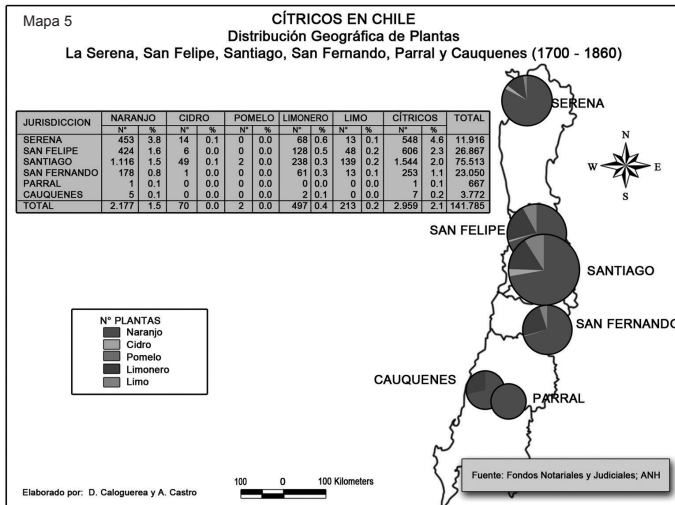 Mapa 5
CÍTRICOS EN CHILE
Distribución Geográfica de Plantas
La Serena, San Felipe, Santiago, San Fernando, Parral y Cauquenes (1700 - 1860)
JURISDICCION NARANJO CIDRO POMELO LIMONERO LIMO CÍTRICOS TOTAL
N° % N° % N° % N° % N° % N° %
SERENA 453 3.8 14 0.1 0 0.0 68 0.6 13 0.1 548 4.6 11.916
SAN FELIPE 424 1.6 6 0.0 0 0.0 128 0.5 48 0.2 606 2.3 26.867
SANTIAGO 1.116 1.5 49 0.1 2 0.0 238 0.3 139 0.2 1.544 2.0 75.513
SAN FERNANDO 178 0.8 1 0.0 0 0.0 61 0.3 13 0.1 253 1.1 23.050
PARRAL 1 0.1 0 0.0 0 0.0 0 0.0 0 0.0 1 0.1 667
CAUQUENES 5 0.1 0 0.0 0 0.0 2 0.1 0 0.0 7 0.2 3.772
TOTAL 2.177 1.5 70 0.0 2 0.0 497 0.4 213 0.2 2.959 2.1 141.785
SERENA
N
W E
S
SAN FELIPE
SANTIAGO
SAN FERNANDO
CAUQUENES
PARRAL
N° PLANTAS
Naranjo
Cidro
Pomelo
Limonero
Limo
Fuente: Fondos Notariales y Judiciales; ANH
100 0 100 Kilometers
Elaborado por: D. Caloguerea y A. Castro